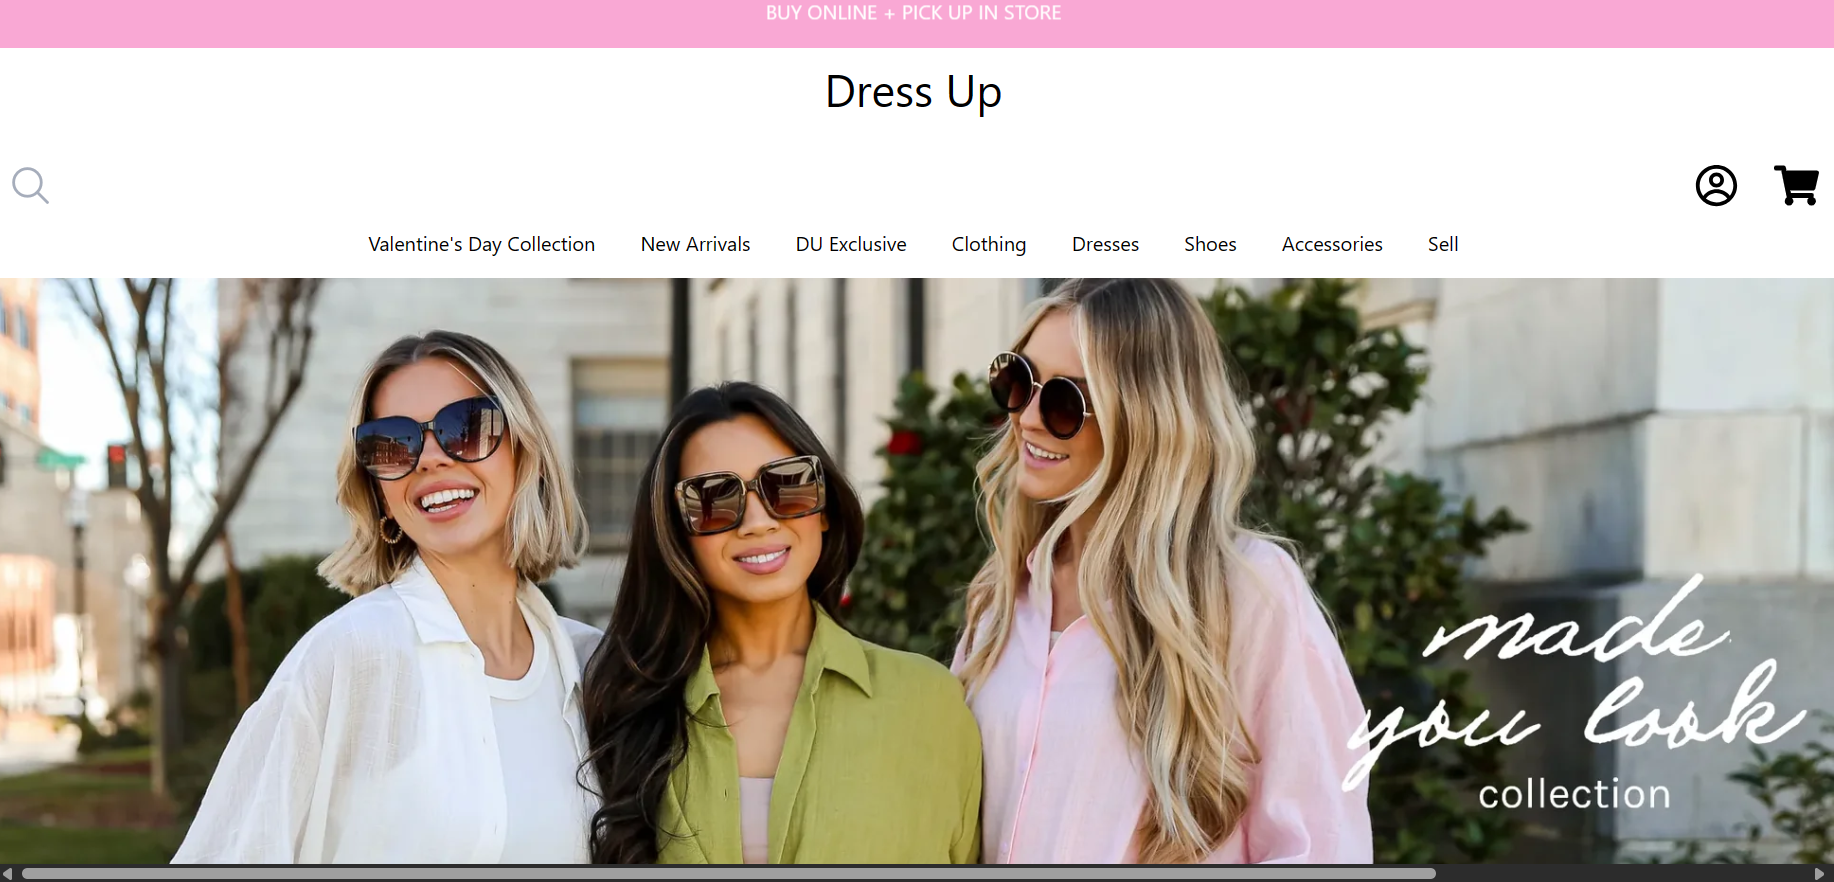 BUY ONLINE + PICK UP IN STORE
Dress Up
Valentine's Day Collection New Arrivals DU Exclusive Clothing Dresses Shoes Accessories Sell
made
you look
collection